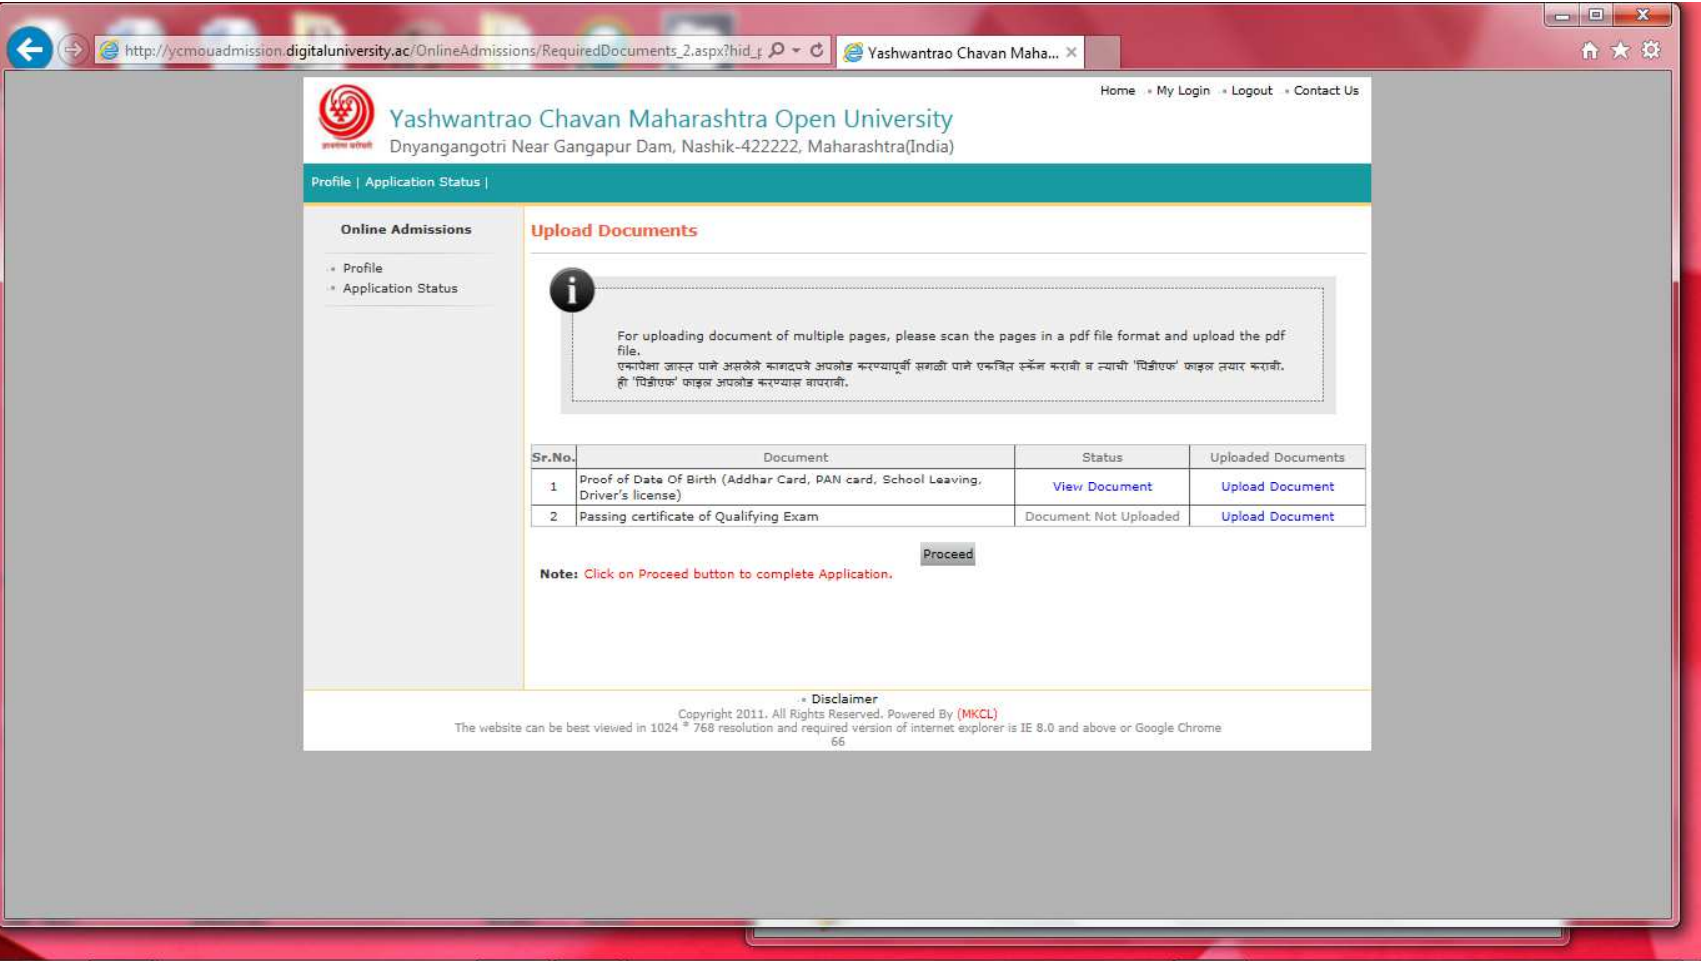 http://ycmouadmission.digitaluniversity.ac/OnlineAdmissions/RequiredDocuments_2.aspx?hid_p
Yashwantrao Chavan Maha...
Home My Login Logout Contact Us
Yashwantrao Chavan Maharashtra Open University
Dnyangangotri Near Gangapur Dam, Nashik-422222, Maharashtra(India)
Profile | Application Status |
Online Admissions
Profile
Application Status
Upload Documents
For uploading document of multiple pages, please scan the pages in a pdf file format and upload the pdf
file.
एकापेक्षा जास्त पाने असलेले कागदपत्रे अपलोड करण्यापूर्वी सगळी पाने एकत्रित स्कॅन करावी व त्याची 'पिडीएफ' फाइल तयार करावी.
ही 'पिडीएफ' फाइल अपलोड करण्यास वापरावी.
Sr.No. Document Status Uploaded Documents
1 Proof of Date Of Birth (Addhar Card, PAN card, School Leaving, Driver's license) View Document Upload Document
2 Passing certificate of Qualifying Exam Document Not Uploaded Upload Document
Proceed
Note: Click on Proceed button to complete Application.
Disclaimer
Copyright 2011. All Rights Reserved. Powered By (MKCL)
The website can be best viewed in 1024 * 768 resolution and required version of internet explorer is IE 8.0 and above or Google Chrome
66